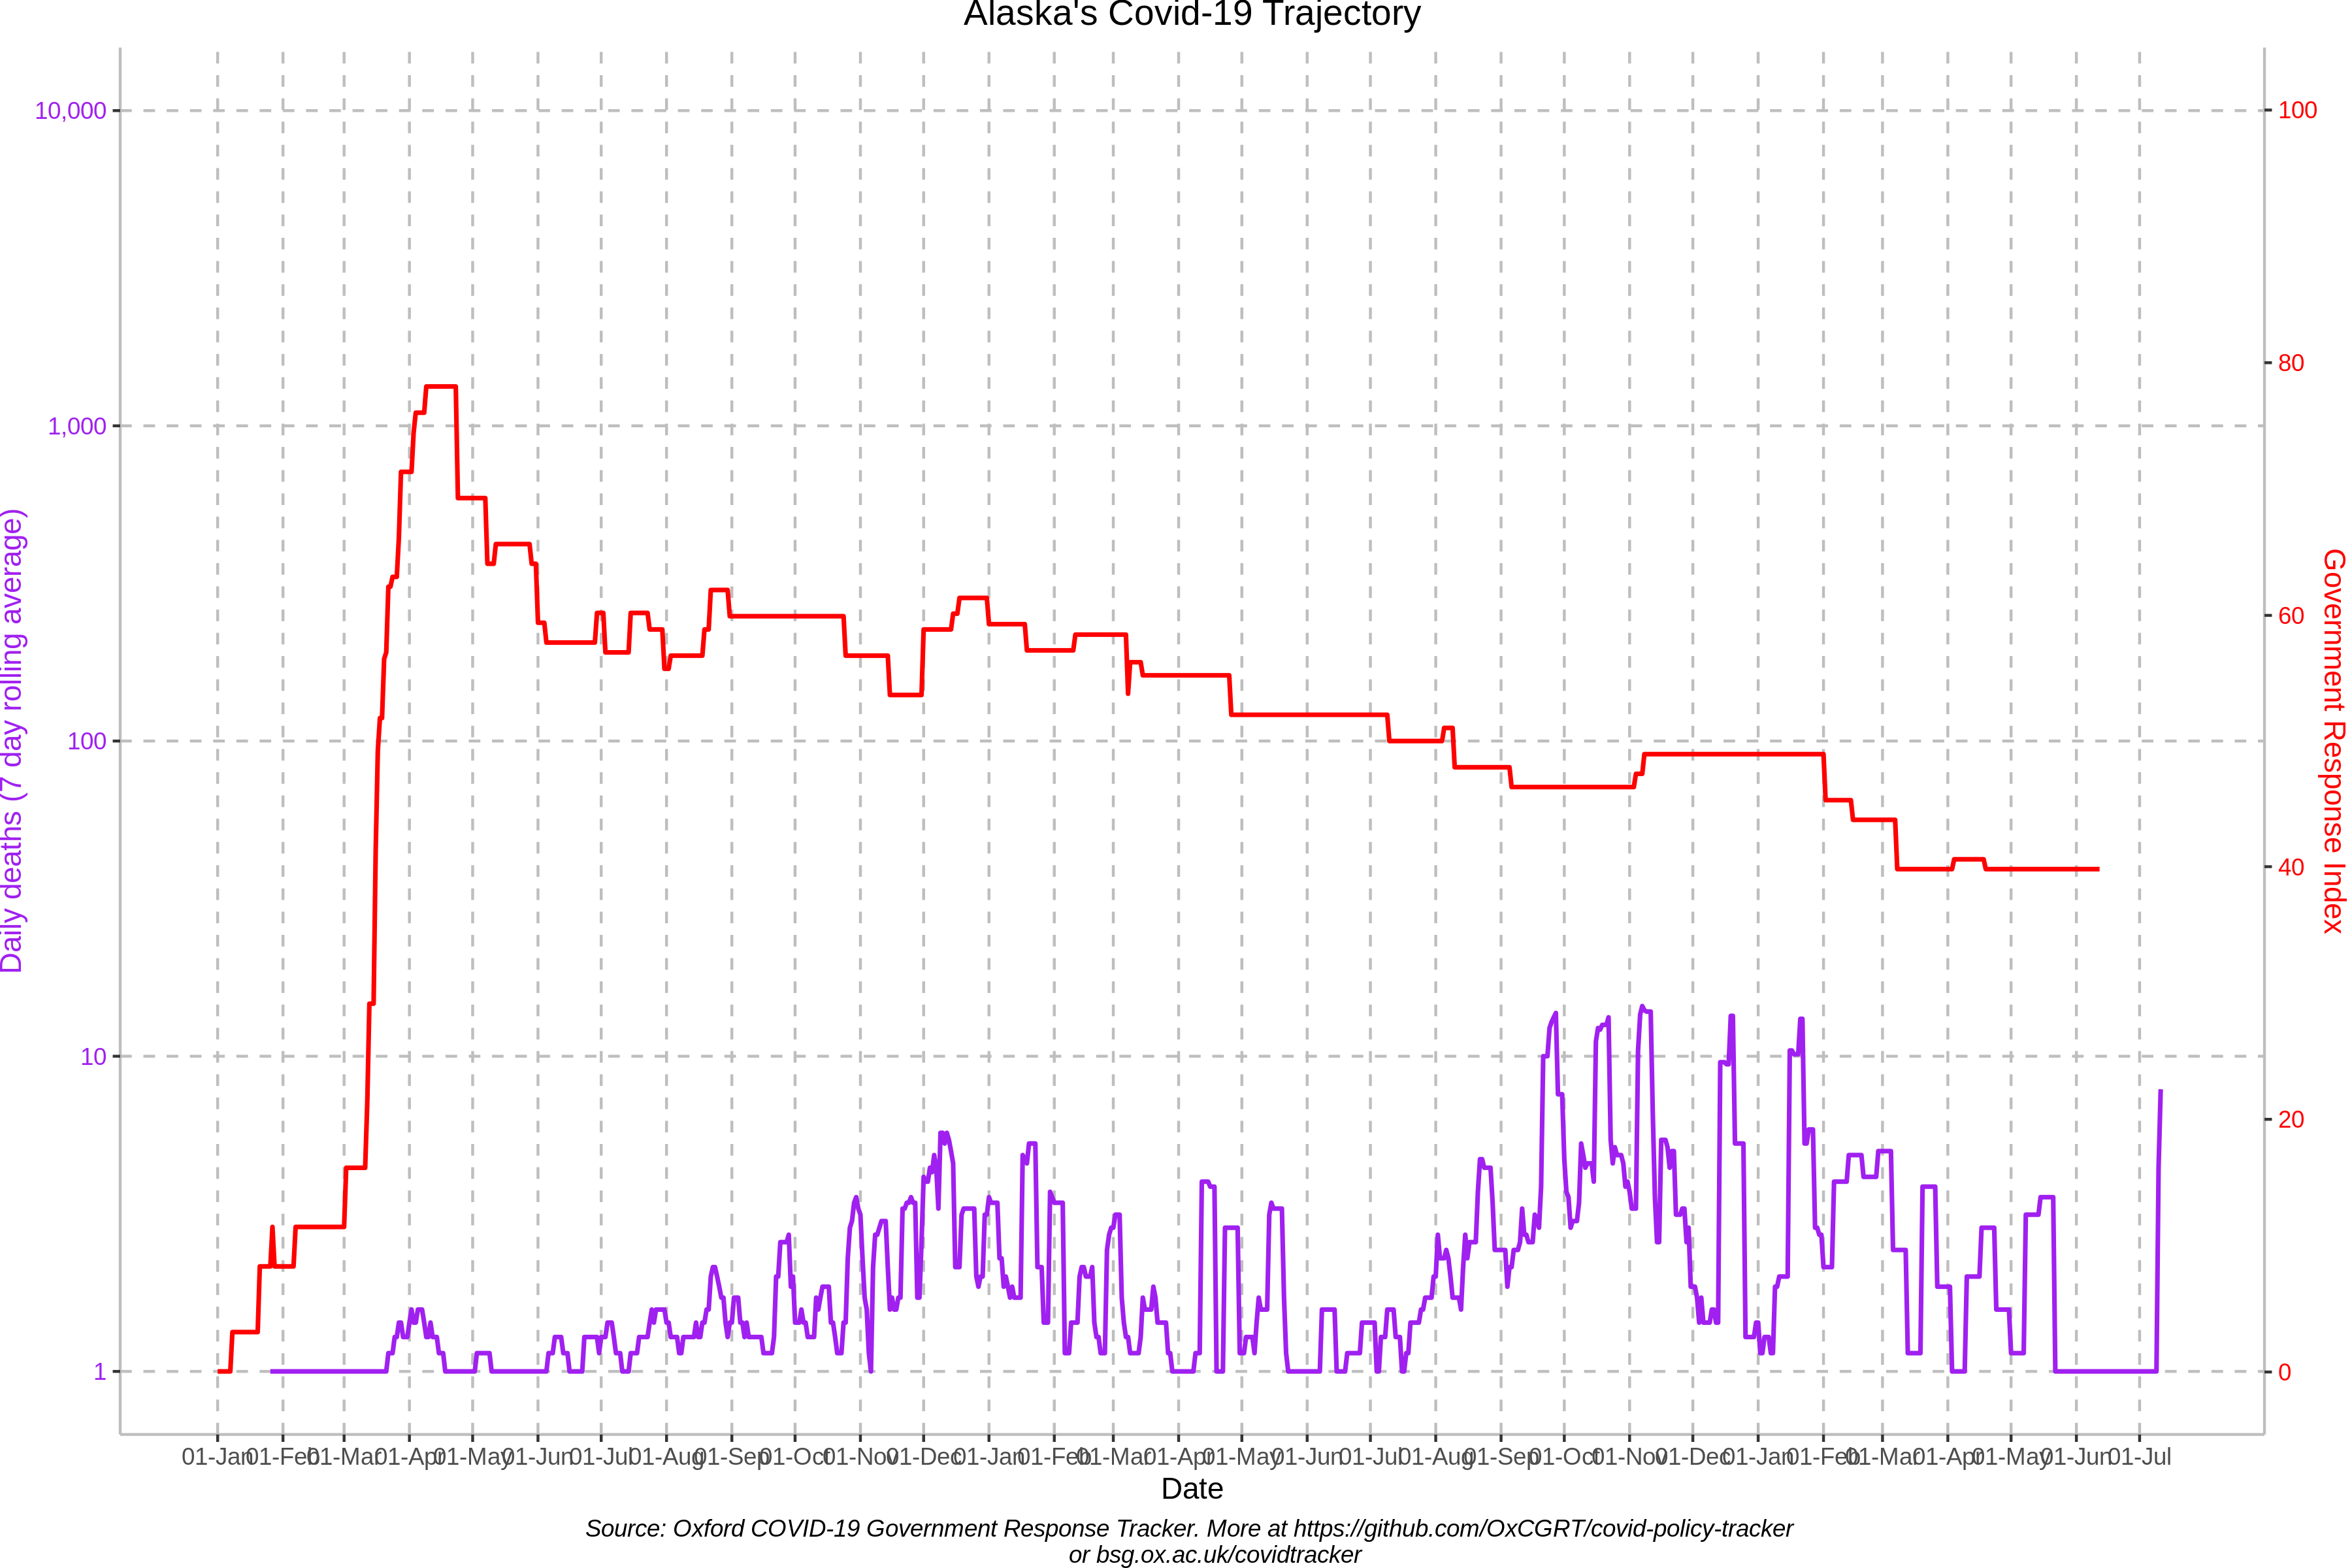 Alaska's Covid-19 Trajectory
10,000
1,000
100
10
1
Daily deaths (7 day rolling average)
100
80
60
40
20
0
Government Response Index
01-Jan 01-Feb 01-Mar 01-Apr 01-May 01-Jun 01-Jul 01-Aug 01-Sep 01-Oct 01-Nov 01-Dec 01-Jan 01-Feb 01-Mar 01-Apr 01-May 01-Jun 01-Jul 01-Aug 01-Sep 01-Oct 01-Nov 01-Dec 01-Jan 01-Feb 01-Mar 01-Apr 01-May 01-Jun 01-Jul
Date
Source: Oxford COVID-19 Government Response Tracker. More at https://github.com/OxCGRT/covid-policy-tracker
or bsg.ox.ac.uk/covidtracker